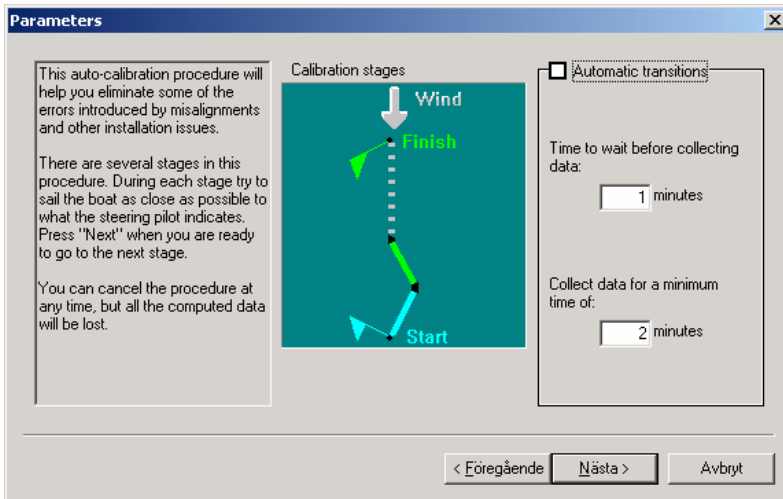 Parameters
This auto-calibration procedure will
help you eliminate some of the
errors introduced by misalignments
and other installation issues.
There are several stages in this
procedure. During each stage try to
sail the boat as close as possible to
what the steering pilot indicates.
Press "Next" when you are ready
to go to the next stage.
You can cancel the procedure at
any time, but all the computed data
will be lost.
Calibration stages
Wind
Finish
Start
Automatic transitions
Time to wait before collecting
data:
1 minutes
Collect data for a minimum
time of:
2 minutes
< Föregående
Nästa >
Avbryt